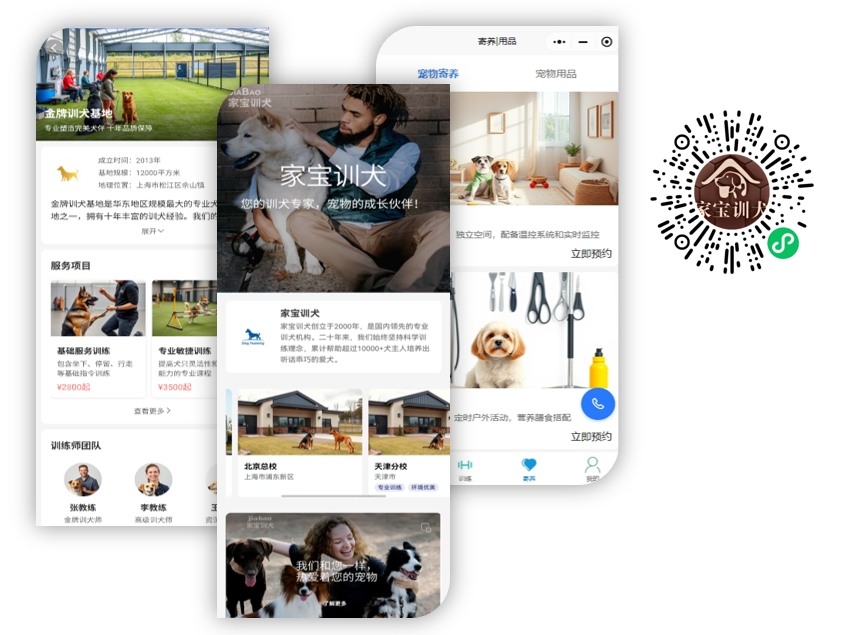 金牌训犬基地
专业塑造完美犬伴 十年品质保障
成立时间：2013年
基地规模：12000平方米
地理位置：上海市松江区佘山镇
金牌训犬基地是华东地区规模最大的专业犬
地之一，拥有十年丰富的训犬经验。我们的
展开
服务项目
基础服务训练
包含坐下、停留、行走
等基础指令训练
¥2800起
专业敏捷训练
提高犬只灵活性和
能力的专业课程
¥3500起
查看更多
训练师团队
张教练
金牌训犬师
李教练
高级训犬师
王
资深
JIABAO
家宝训犬
家宝训犬
您的训犬专家，宠物的成长伙伴！
家宝训犬
家宝训犬创立于2000年，是国内领先的专业
训犬机构。二十年来，我们始终坚持科学训
练理念，累计帮助超过10000+犬主人培养出
听话乖巧的爱犬。
Dog Training
北京总校
上海市浦东新区
天津分校
天津市
专业训练
环境优美
jiabao
家宝训犬
我们和您一样，
热爱着您的宠物
了解更多
寄养|用品
宠物寄养
宠物用品
独立空间，配备温控系统和实时监控
立即预约
定时户外活动，营养膳食搭配
立即预约
训练
寄养
我的
家宝训犬